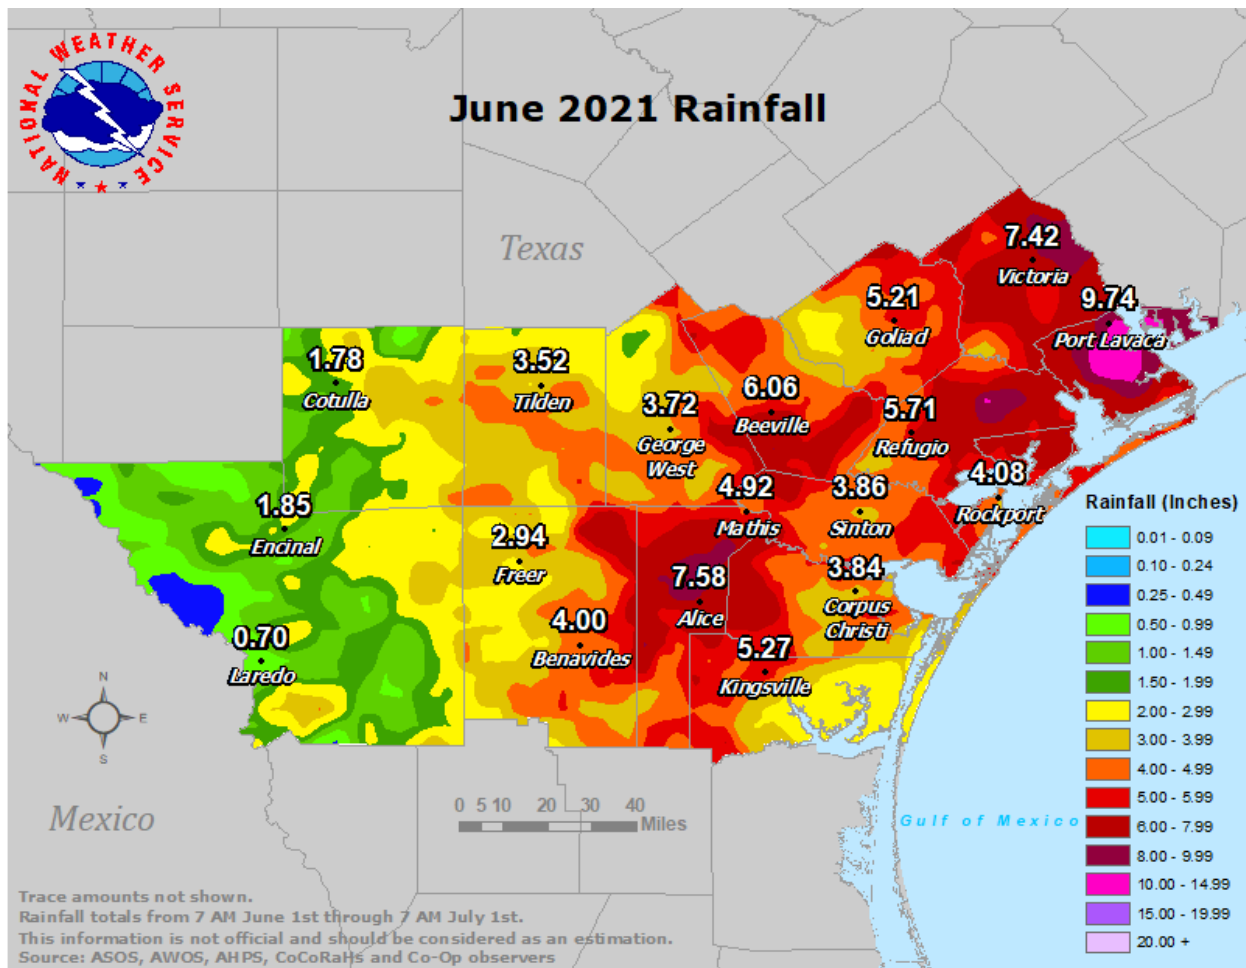 NATIONAL WEATHER SERVICE
June 2021 Rainfall
Texas
7.42
Victoria
5.21
Goliad
9.74
Port Lavaca
1.78
Cotulla
3.52
Tilden
3.72
George
West
6.06
Beeville
5.71
Refugio
4.08
Rockport
1.85
Encinal
4.92
Mathis
3.86
Sinton
2.94
Freer
7.58
Alice
3.84
Corpus
Christi
0.70
Laredo
4.00
Benavides
5.27
Kingsville
N
W E
S
Mexico
0 5 10 20 30 40
Miles
Gulf of Mexico
Rainfall (Inches)
0.01 - 0.09
0.10 - 0.24
0.25 - 0.49
0.50 - 0.99
1.00 - 1.49
1.50 - 1.99
2.00 - 2.99
3.00 - 3.99
4.00 - 4.99
5.00 - 5.99
6.00 - 7.99
8.00 - 9.99
10.00 - 14.99
15.00 - 19.99
20.00 +
Trace amounts not shown.
Rainfall totals from 7 AM June 1st through 7 AM July 1st.
This information is not official and should be considered as an estimation.
Source: ASOS, AWOS, AHPS, CoCoRaHs and Co-Op observers